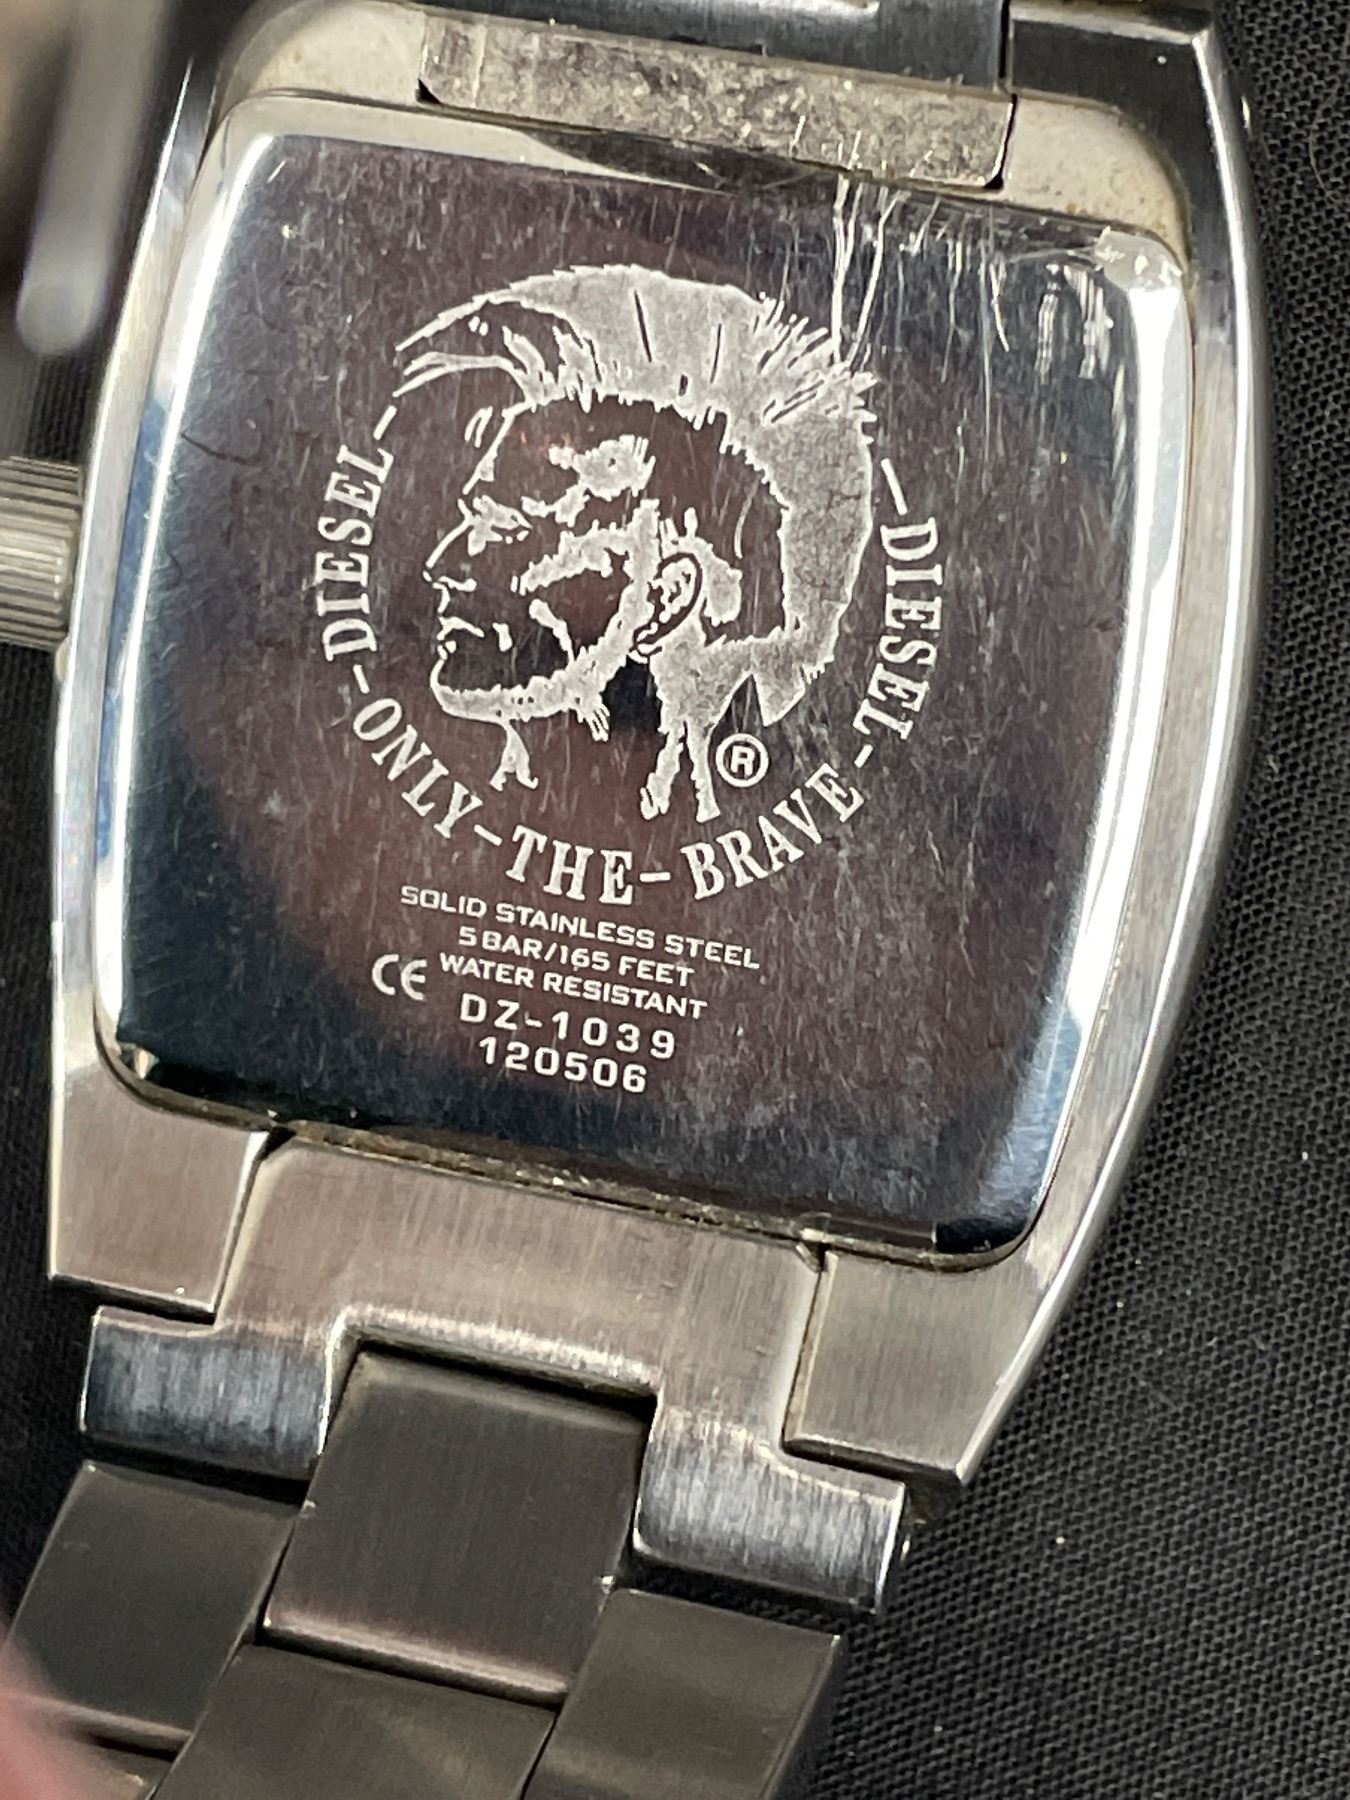 DIESEL-ONLY-THE-BRAVE-DIESEL
®
SOLID STAINLESS STEEL
5 BAR/165 FEET
CE WATER RESISTANT
DZ-1039
120506